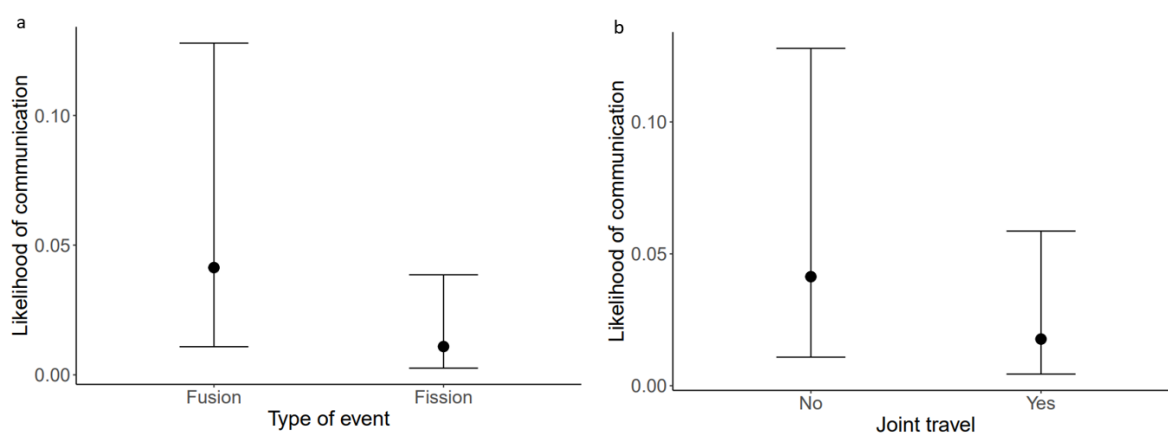 a
Likelihood of communication
0.10
0.05
0.00
Fusion Fission
Type of event
b
Likelihood of communication
0.10
0.05
0.00
No Yes
Joint travel